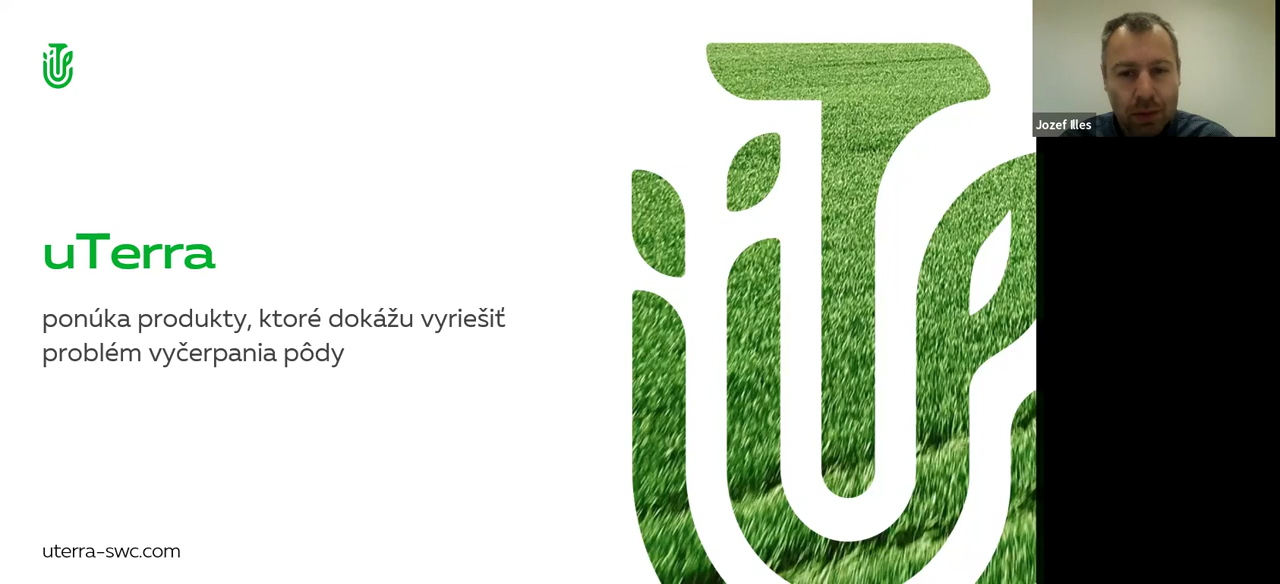 Jozef Illes
uTerra
ponúka produkty, ktoré dokážu vyriešiť
problém vyčerpania pôdy
uterra-swc.com